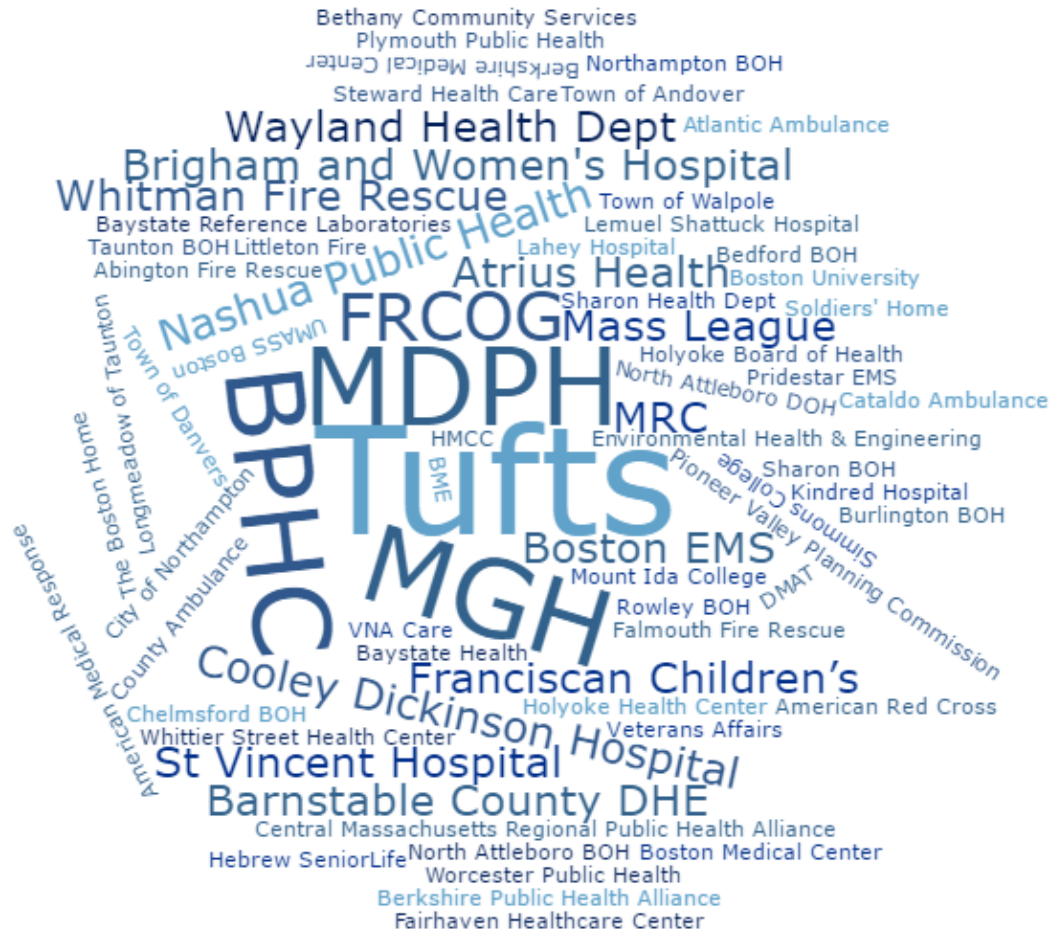 Bethany Community Services
Plymouth Public Health
Berkshire Medical Center
Northampton BOH
Steward Health Care
Town of Andover
Wayland Health Dept
Atlantic Ambulance
Brigham and Women's Hospital
Whitman Fire Rescue
Town of Walpole
Baystate Reference Laboratories
Nashua Public Health
Lemuel Shattuck Hospital
Taunton BOH
Littleton Fire
Lahey Hospital
Bedford BOH
Abington Fire Rescue
Atrius Health
Boston University
FRCOG
Sharon Health Dept
Soldiers' Home
UMASS Boston
Mass League
Town of Danvers
City of Taunton
Longmeadow
MDPH
Holyoke Board of Health
North Attleboro DOH
Pridestar EMS
Cataldo Ambulance
BPHC
MRC
Tufts
HMCC
BME
Environmental Health & Engineering
The Boston Home
Simmons College
Sharon BOH
Pioneer Valley Planning Commission
Kindred Hospital
City of Northampton
Burlington BOH
American Medical Response
County Ambulance
MGH
Boston EMS
Mount Ida College
DMAT
Rowley BOH
VNA Care
Falmouth Fire Rescue
Baystate Health
Cooley Dickinson Hospital
Franciscan Children’s
Chelmsford BOH
Holyoke Health Center
American Red Cross
Whittier Street Health Center
Veterans Affairs
St Vincent Hospital
Barnstable County DHE
Central Massachusetts Regional Public Health Alliance
Hebrew SeniorLife
North Attleboro BOH
Boston Medical Center
Worcester Public Health
Berkshire Public Health Alliance
Fairhaven Healthcare Center